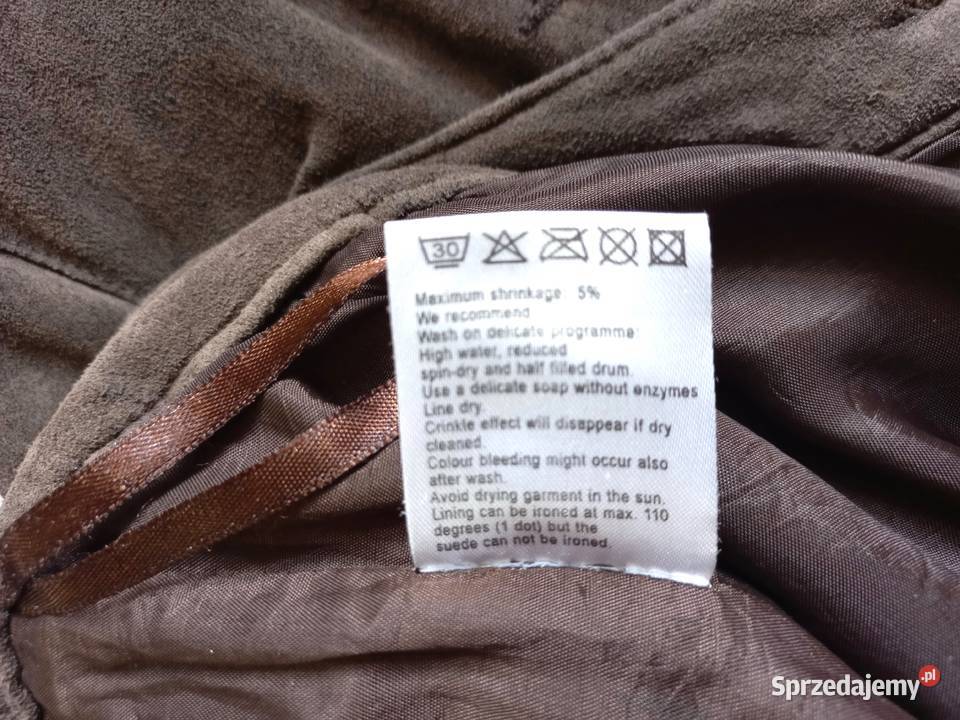 30
Maximum shrinkage: 5%
We recommend
Wash on delicate programme:
High water, reduced
spin-dry and half filled drum.
Use a delicate soap without enzymes
Line dry.
Crinkle effect will disappear if dry
cleaned.
Colour bleeding might occur also
after wash.
Avoid drying garment in the sun.
Lining can be ironed at max. 110
degrees (1 dot) but the
suede can not be ironed.
Sprzedajemy.pl